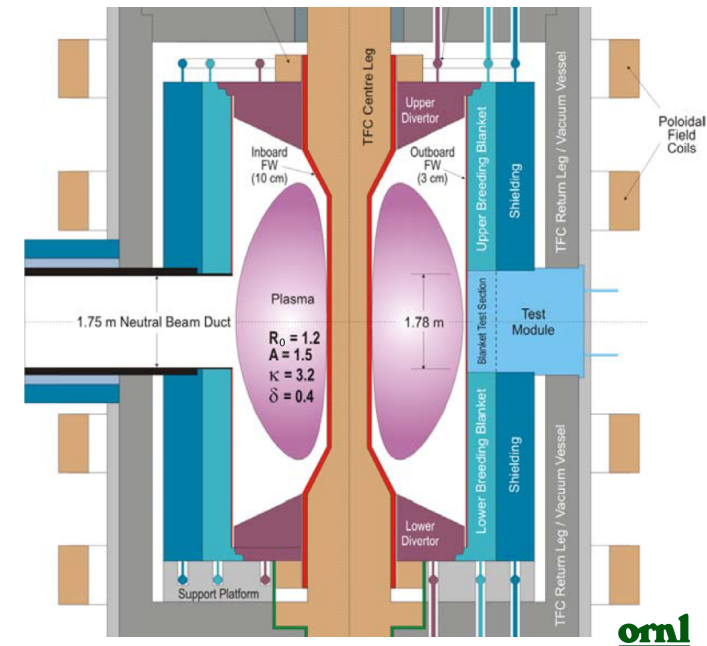 TFC Centre Leg
Upper
Divertor
Inboard
FW
(10 cm)
Outboard
FW
(3 cm)
Upper Breeding Blanket
Shielding
TFC Return Leg / Vacuum Vessel
Poloidal
Field
Coils
Plasma
R0 = 1.2
A = 1.5
κ = 3.2
δ = 0.4
1.75 m Neutral Beam Duct
1.78 m
Blanket Test Section
Test
Module
Lower Breeding Blanket
Shielding
TFC Return Leg / Vacuum Vessel
Lower
Divertor
Support Platform
ornl